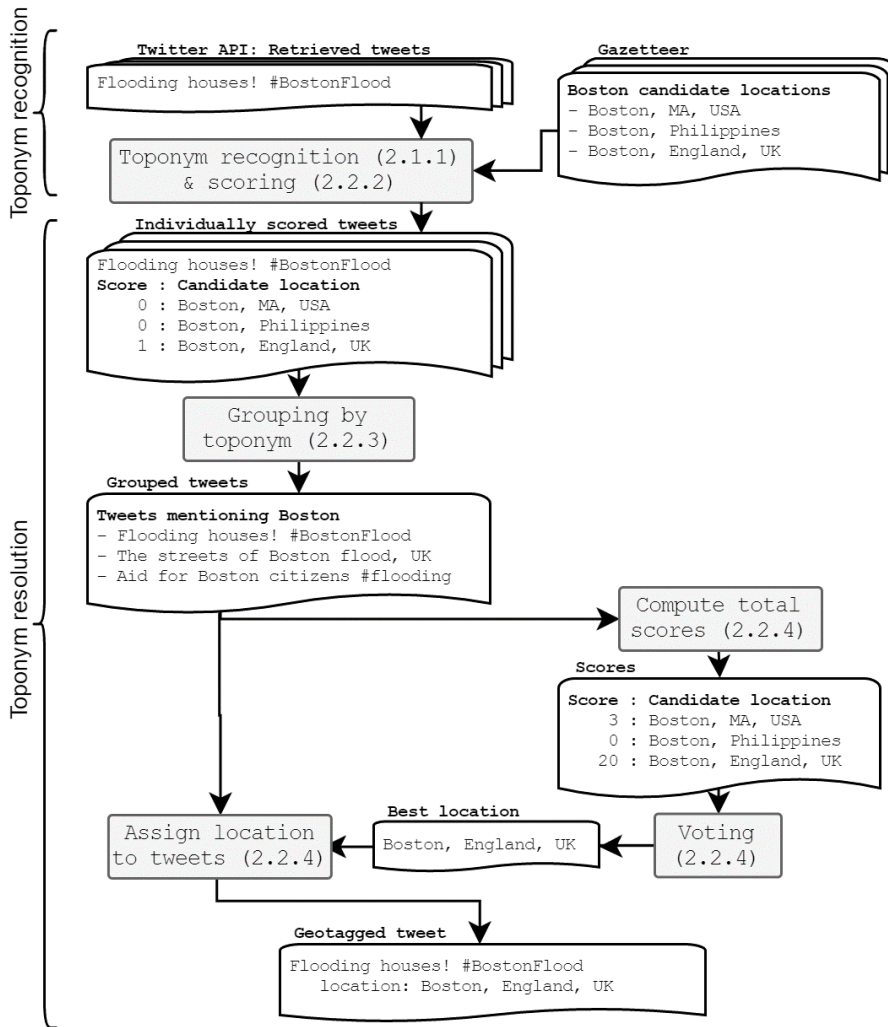 Toponym recognition
Twitter API: Retrieved tweets
Flooding houses! #BostonFlood
Gazetteer
Boston candidate locations
– Boston, MA, USA
– Boston, Philippines
– Boston, England, UK
Toponym recognition (2.1.1)
& scoring (2.2.2)
Toponym resolution
Individually scored tweets
Flooding houses! #BostonFlood
Score : Candidate location
0 : Boston, MA, USA
0 : Boston, Philippines
1 : Boston, England, UK
Grouping by
toponym (2.2.3)
Grouped tweets
Tweets mentioning Boston
– Flooding houses! #BostonFlood
– The streets of Boston flood, UK
– Aid for Boston citizens #flooding
Compute total
scores (2.2.4)
Scores
Score : Candidate location
3 : Boston, MA, USA
0 : Boston, Philippines
20 : Boston, England, UK
Voting
(2.2.4)
Best location
Boston, England, UK
Assign location
to tweets (2.2.4)
Geotagged tweet
Flooding houses! #BostonFlood
location: Boston, England, UK